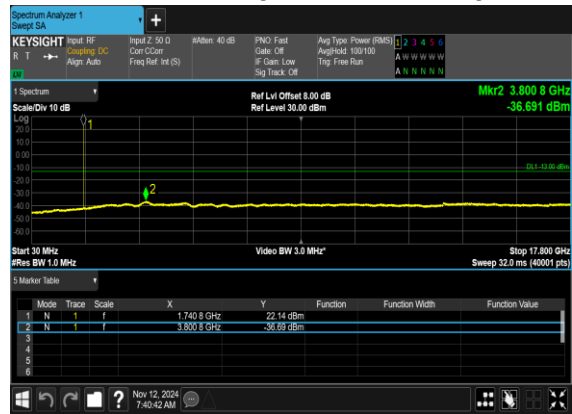 Spectrum Analyzer 1
Swept SA
+
KEYSIGHT Input: RF Input Z: 50 Ω #Atten: 40 dB PNO: Fast Avg Type: Power (RMS) 1 2 3 4 5 6
R T Coupling: DC Corr CCorr Gate: Off Avg|Hold: 100/100 A W W W W W
Align: Auto Freq Ref: Int (S) IF Gain: Low Trig: Free Run
LW Sig Track: Off A N N N N N
1 Spectrum Ref Lvl Offset 8.00 dB Mkr2 3.800 8 GHz
Scale/Div 10 dB Ref Level 30.00 dBm -36.691 dBm
Log
20.0 1
10.0
0.00
-10.0 DL1 -13.00 dBm
-20.0
-30.0 2
-40.0
-50.0
-60.0
Start 30 MHz Video BW 3.0 MHz* Stop 17.800 GHz
#Res BW 1.0 MHz Sweep 32.0 ms (40001 pts)
5 Marker Table
Mode Trace Scale X Y Function Function Width Function Value
1 N 1 f 1.740 8 GHz 22.14 dBm
2 N 1 f 3.800 8 GHz -36.69 dBm
3
4
5
6
? Nov 12, 2024
7:40:42 AM